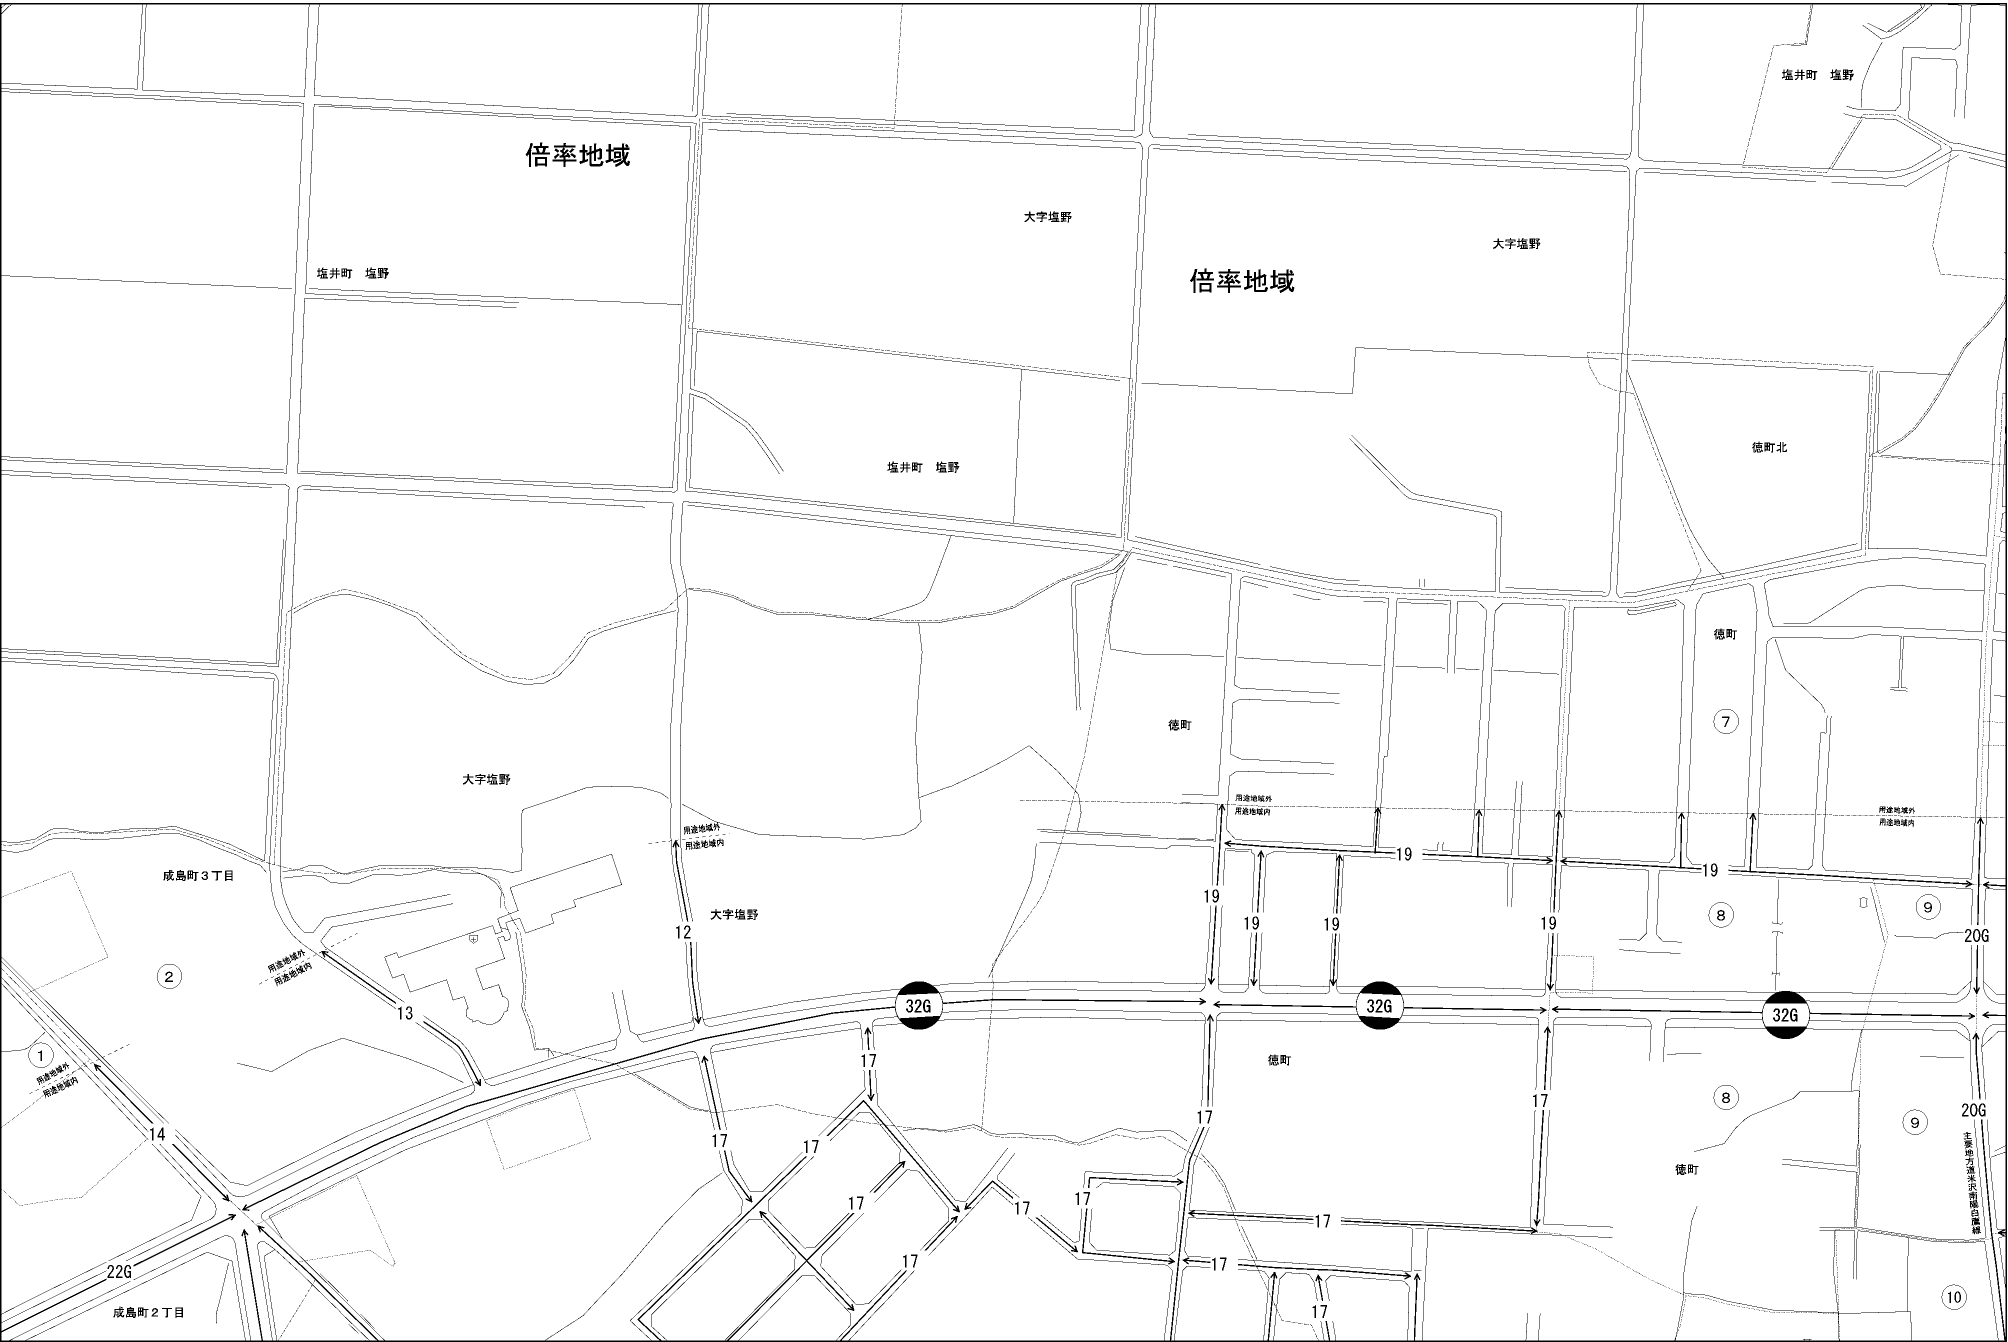 塩井町　塩野
倍率地域
大字塩野
大字塩野
塩井町　塩野
倍率地域
徳町北
塩井町　塩野
徳町
7
徳町
大字塩野
用途地域外
用途地域内
用途地域外
用途地域内
用途地域外
用途地域内
19
19
成島町３丁目
19
19
19
19
8
9
大字塩野
12
20G
用途地域外
用途地域内
2
13
32G
32G
32G
1
用途地域外
用途地域内
17
徳町
8
14
17
17
17
17
20G
9
主要地方道米沢南陽白鷹線
徳町
17
17
17
17
17
22G
17
17
10
成島町２丁目
17